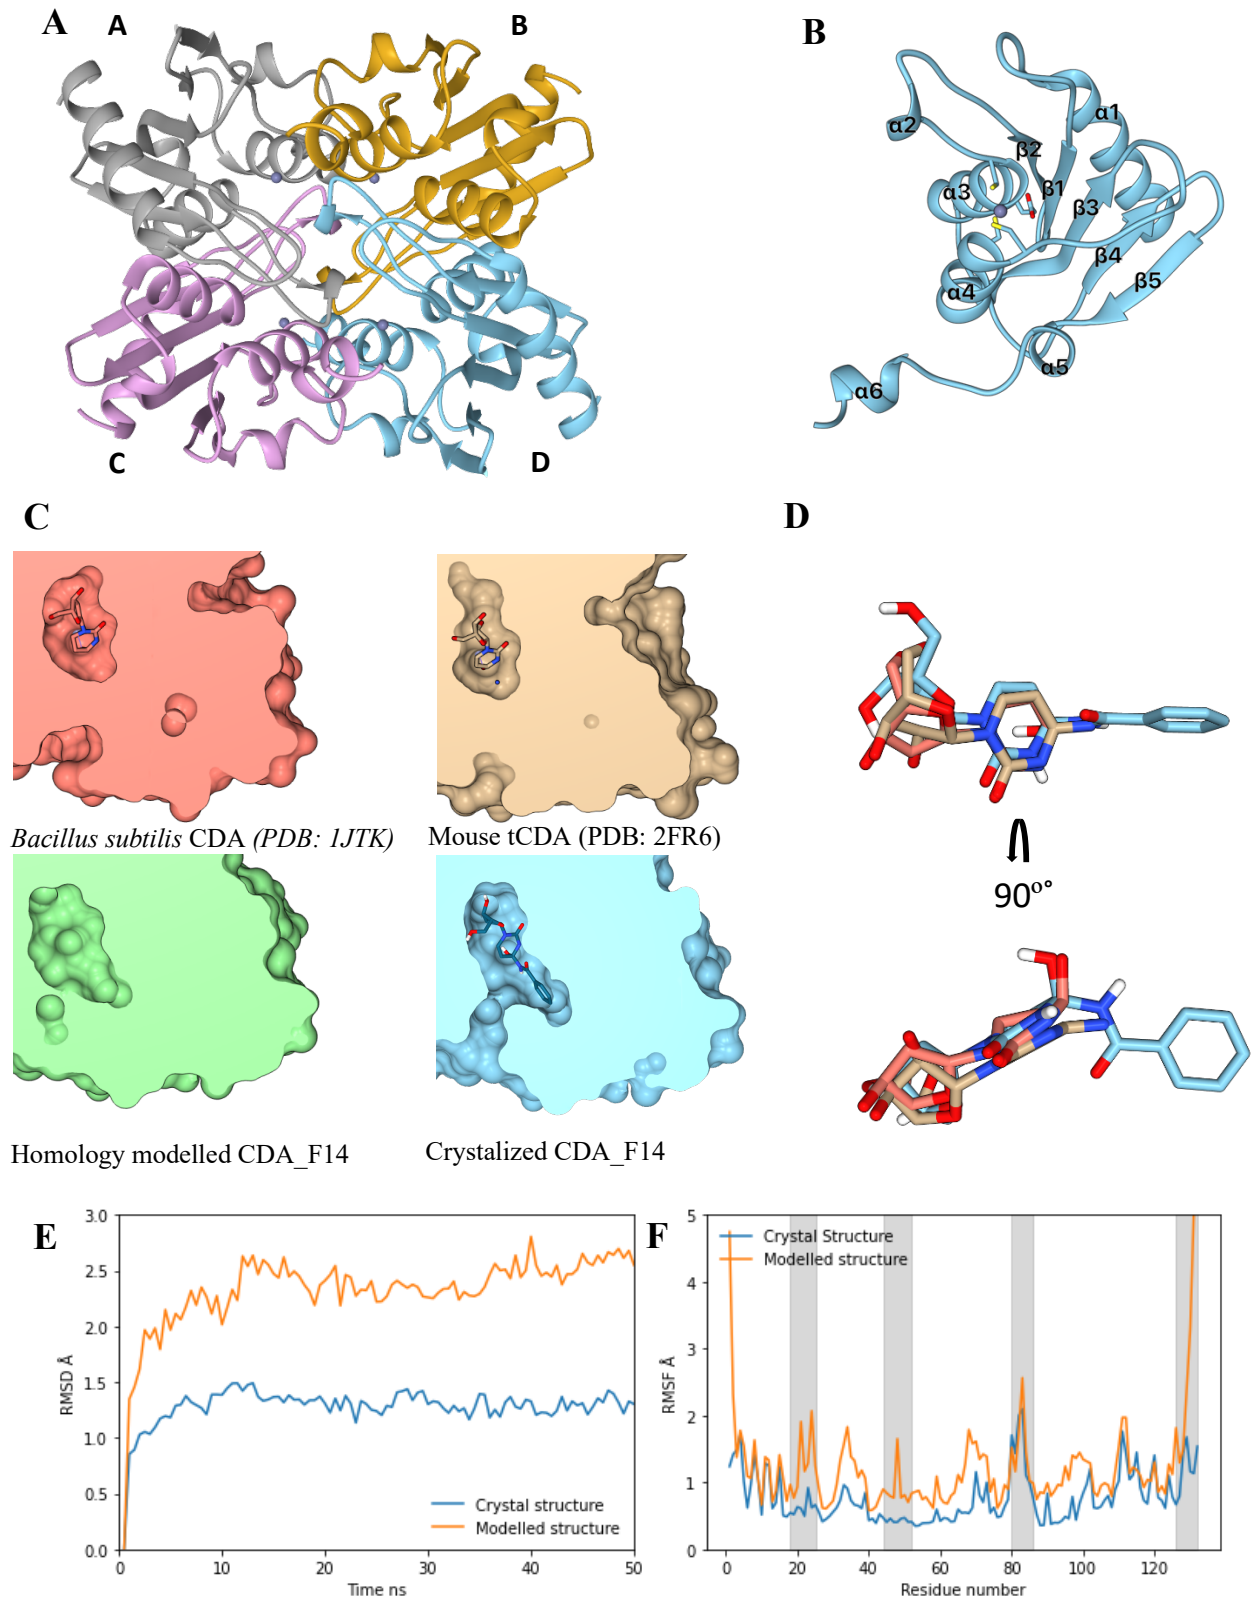 A
A
B
C
D
B
α1
α2
β2
α3
β1
β3
β4
β5
α4
α5
α6
C
Bacillus subtilis CDA (PDB: 1JTK)
Mouse tCDA (PDB: 2FR6)
Homology modelled CDA_F14
Crystalized CDA_F14
D
90º°
E
3.0
2.5
2.0
1.5
1.0
0.5
0.0
RMSD Å
Crystal structure
Modelled structure
0 10 20 30 40 50
Time ns
F
5
4
3
2
1
0
RMSF Å
Crystal Structure
Modelled structure
0 20 40 60 80 100 120
Residue number